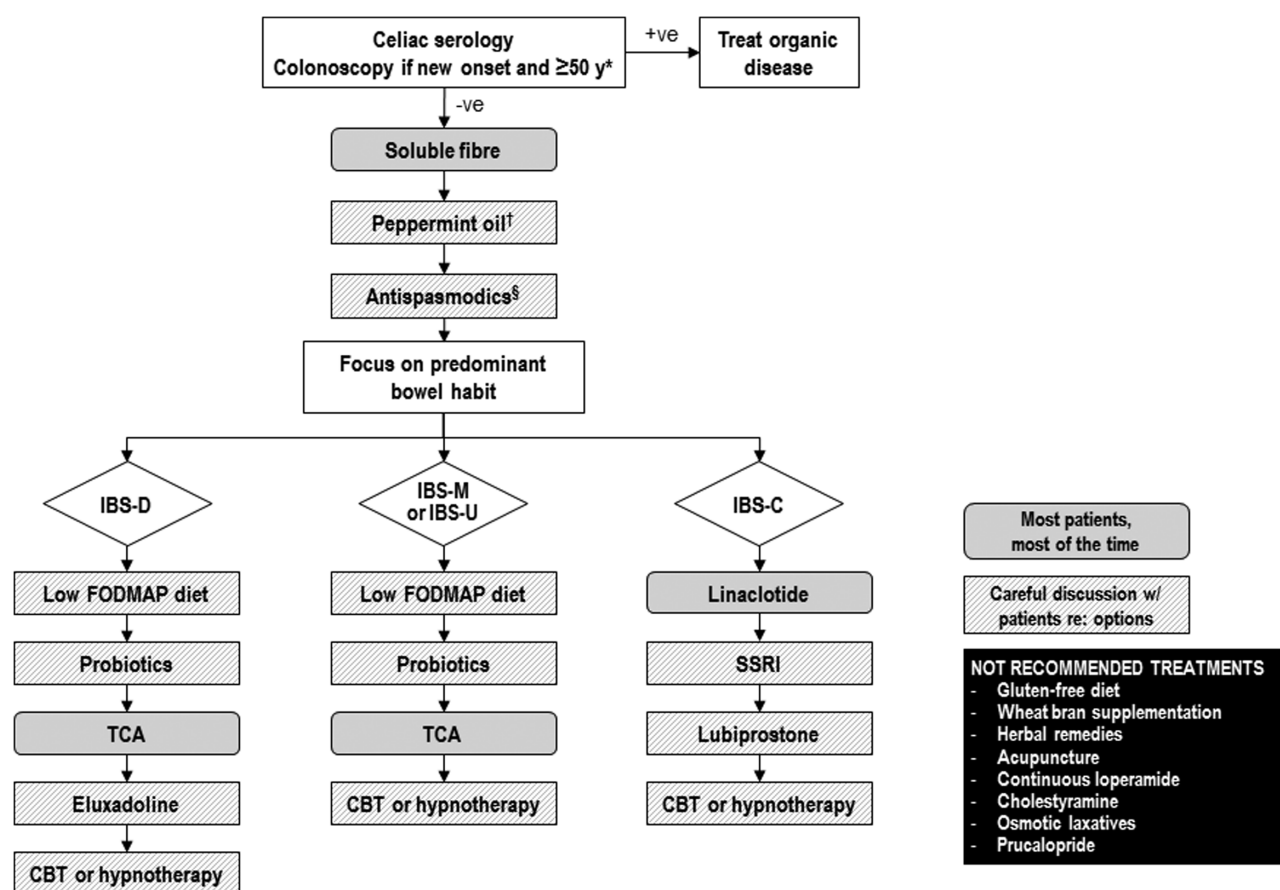 Celiac serology
Colonoscopy if new onset and ≥50 y*
+ve
Treat organic
disease
-ve
Soluble fibre
Peppermint oil†
Antispasmodics§
Focus on predominant
bowel habit
IBS-D
IBS-M
or IBS-U
IBS-C
Low FODMAP diet
Low FODMAP diet
Linaclotide
Probiotics
Probiotics
SSRI
TCA
TCA
Lubiprostone
Eluxadoline
CBT or hypnotherapy
CBT or hypnotherapy
CBT or hypnotherapy
Most patients,
most of the time
Careful discussion w/
patients re: options
NOT RECOMMENDED TREATMENTS
- Gluten-free diet
- Wheat bran supplementation
- Herbal remedies
- Acupuncture
- Continuous loperamide
- Cholestyramine
- Osmotic laxatives
- Prucalopride